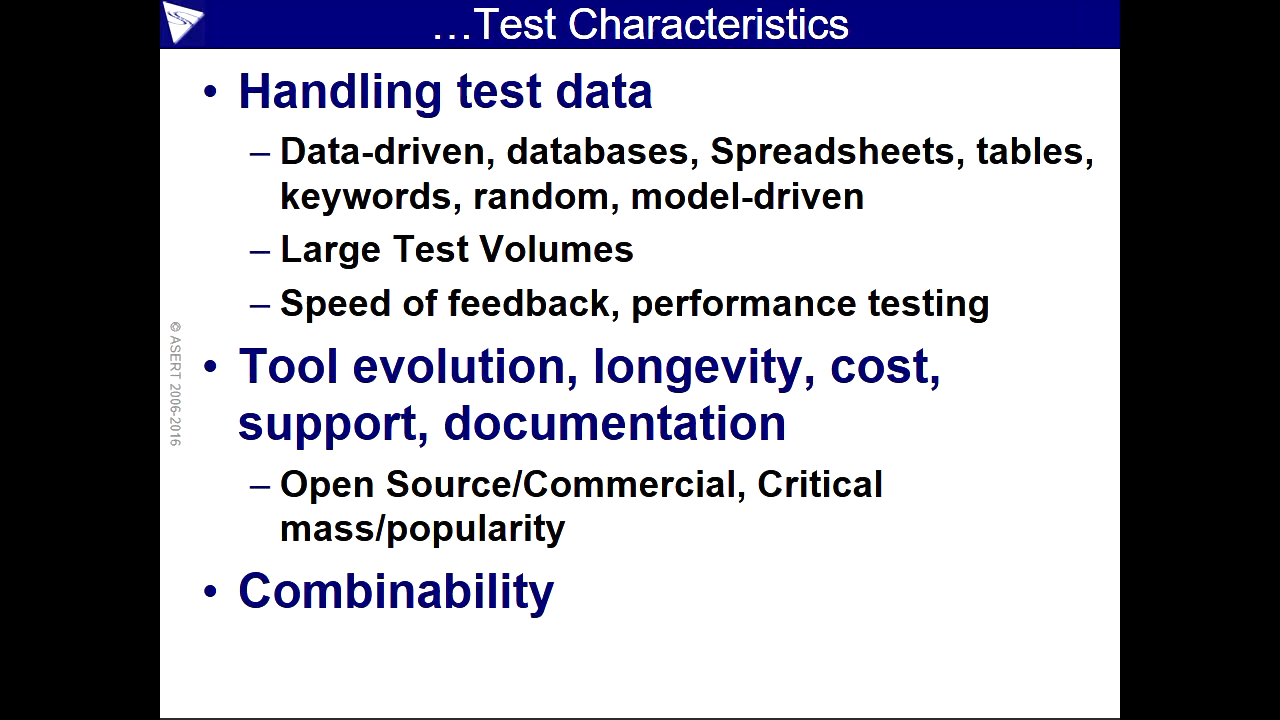 …Test Characteristics
• Handling test data
– Data-driven, databases, Spreadsheets, tables,
keywords, random, model-driven
– Large Test Volumes
– Speed of feedback, performance testing
• Tool evolution, longevity, cost,
support, documentation
– Open Source/Commercial, Critical
mass/popularity
• Combinability
© ASERT 2006-2016